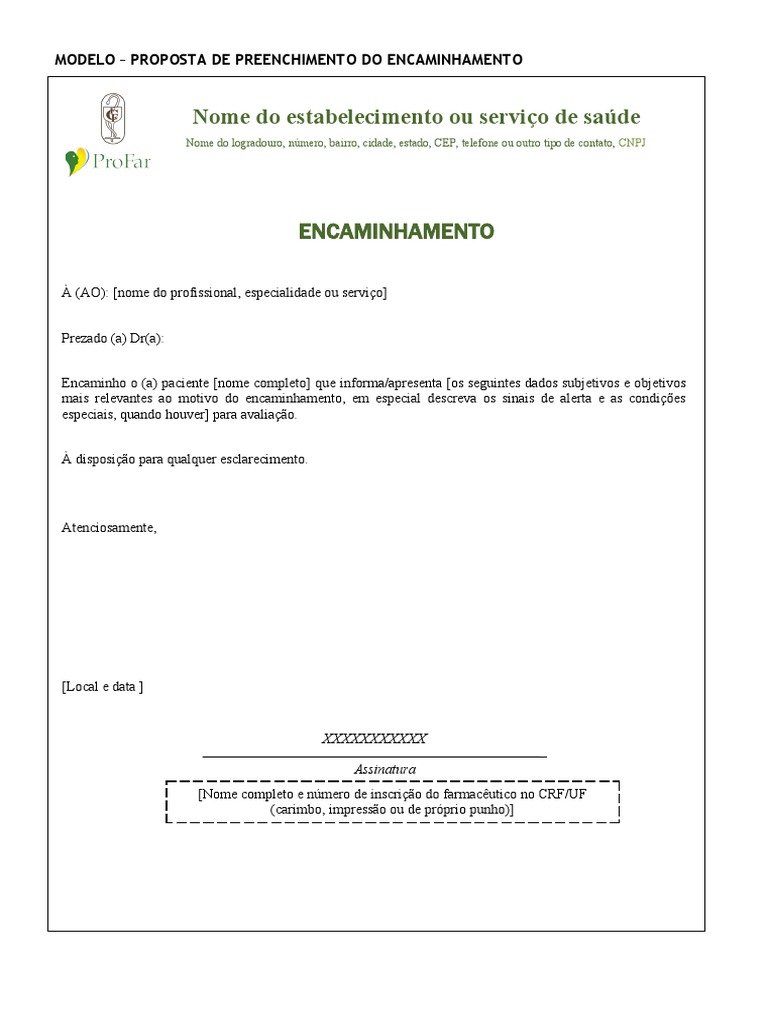 MODELO – PROPOSTA DE PREENCHIMENTO DO ENCAMINHAMENTO
Nome do estabelecimento ou serviço de saúde
Nome do logradouro, número, bairro, cidade, estado, CEP, telefone ou outro tipo de contato, CNPJ
ProFar
ENCAMINHAMENTO
À (AO): [nome do profissional, especialidade ou serviço]
Prezado (a) Dr(a):
Encaminho o (a) paciente [nome completo] que informa/apresenta [os seguintes dados subjetivos e objetivos
mais relevantes ao motivo do encaminhamento, em especial descreva os sinais de alerta e as condições
especiais, quando houver] para avaliação.
À disposição para qualquer esclarecimento.
Atenciosamente,
[Local e data ]
XXXXXXXXXXX
Assinatura
[Nome completo e número de inscrição do farmacêutico no CRF/UF
(carimbo, impressão ou de próprio punho)]